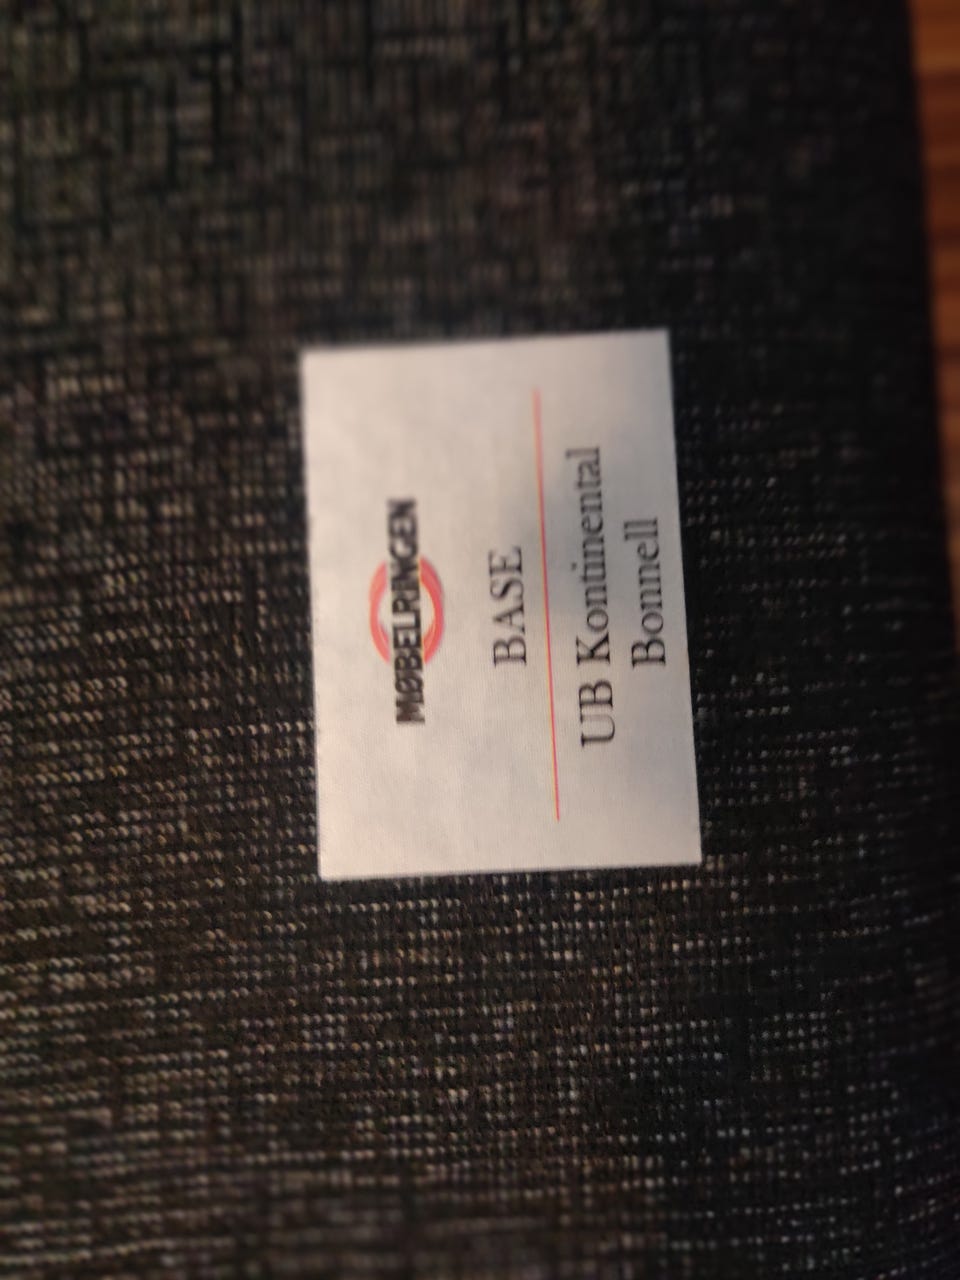 MØBELRINGEN
BASE
UB Kontinental
Bonnell